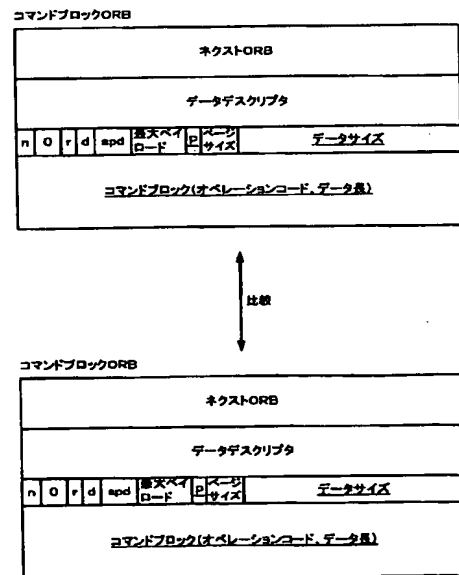 コマンドブロックORB
ネクストORB
データデスクリプタ
n 0 r d spd 最大ペイロード P ページサイズ データサイズ
コマンドブロック(オペレーションコード、データ長)
比較
コマンドブロックORB
ネクストORB
データデスクリプタ
n 0 r d spd 最大ペイロード P ページサイズ データサイズ
コマンドブロック(オペレーションコード、データ長)